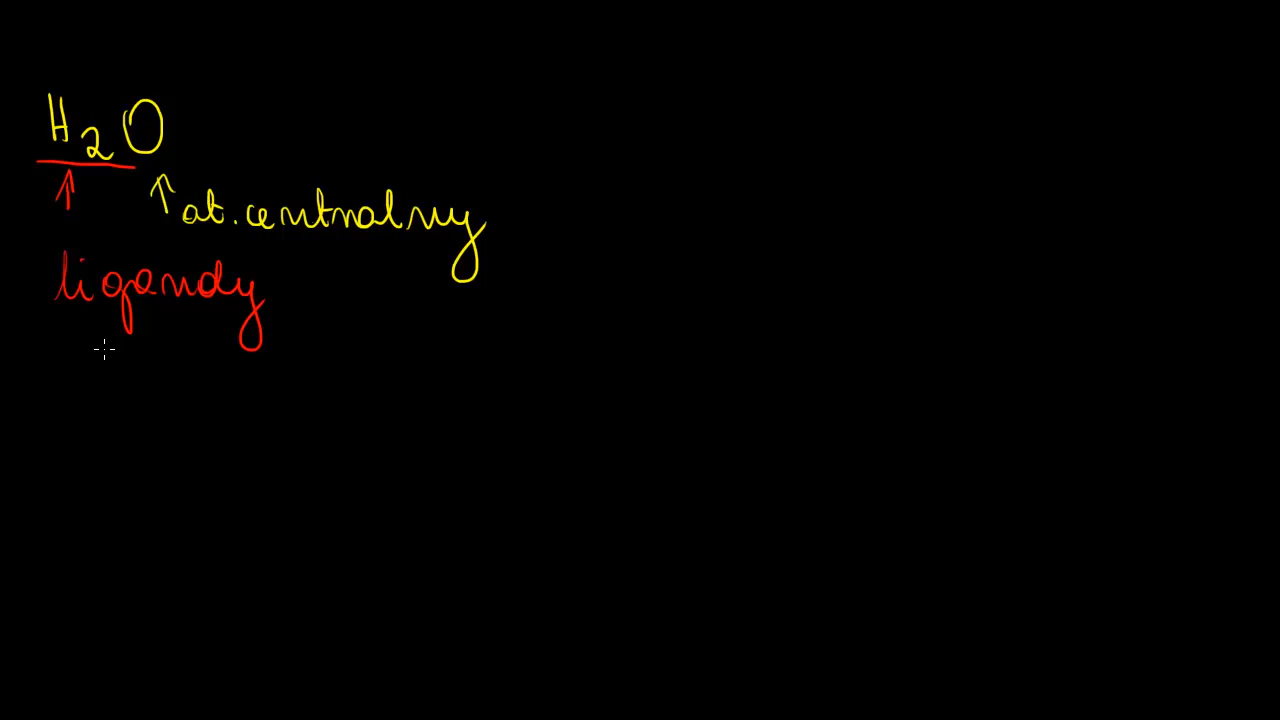 H₂O
↑ ↑ at. centralny
ligandy